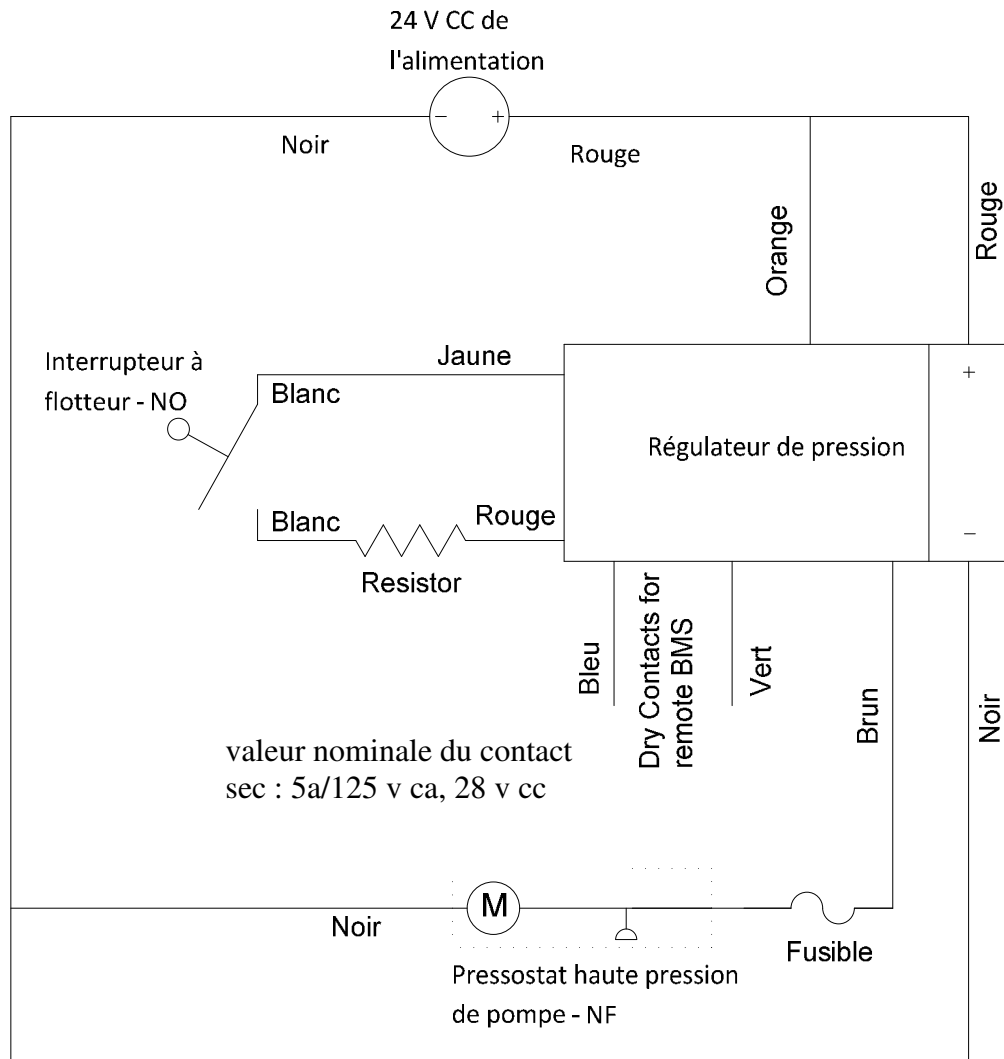 24 V CC de
l'alimentation
−
+
Noir
Rouge
Orange
Rouge
Interrupteur à
flotteur - NO
Jaune
Blanc
+
Régulateur de pression
Blanc
Rouge
−
Resistor
Bleu
Dry Contacts for
remote BMS
Vert
Brun
Noir
valeur nominale du contact
sec : 5a/125 v ca, 28 v cc
M
Noir
Fusible
Pressostat haute pression
de pompe - NF